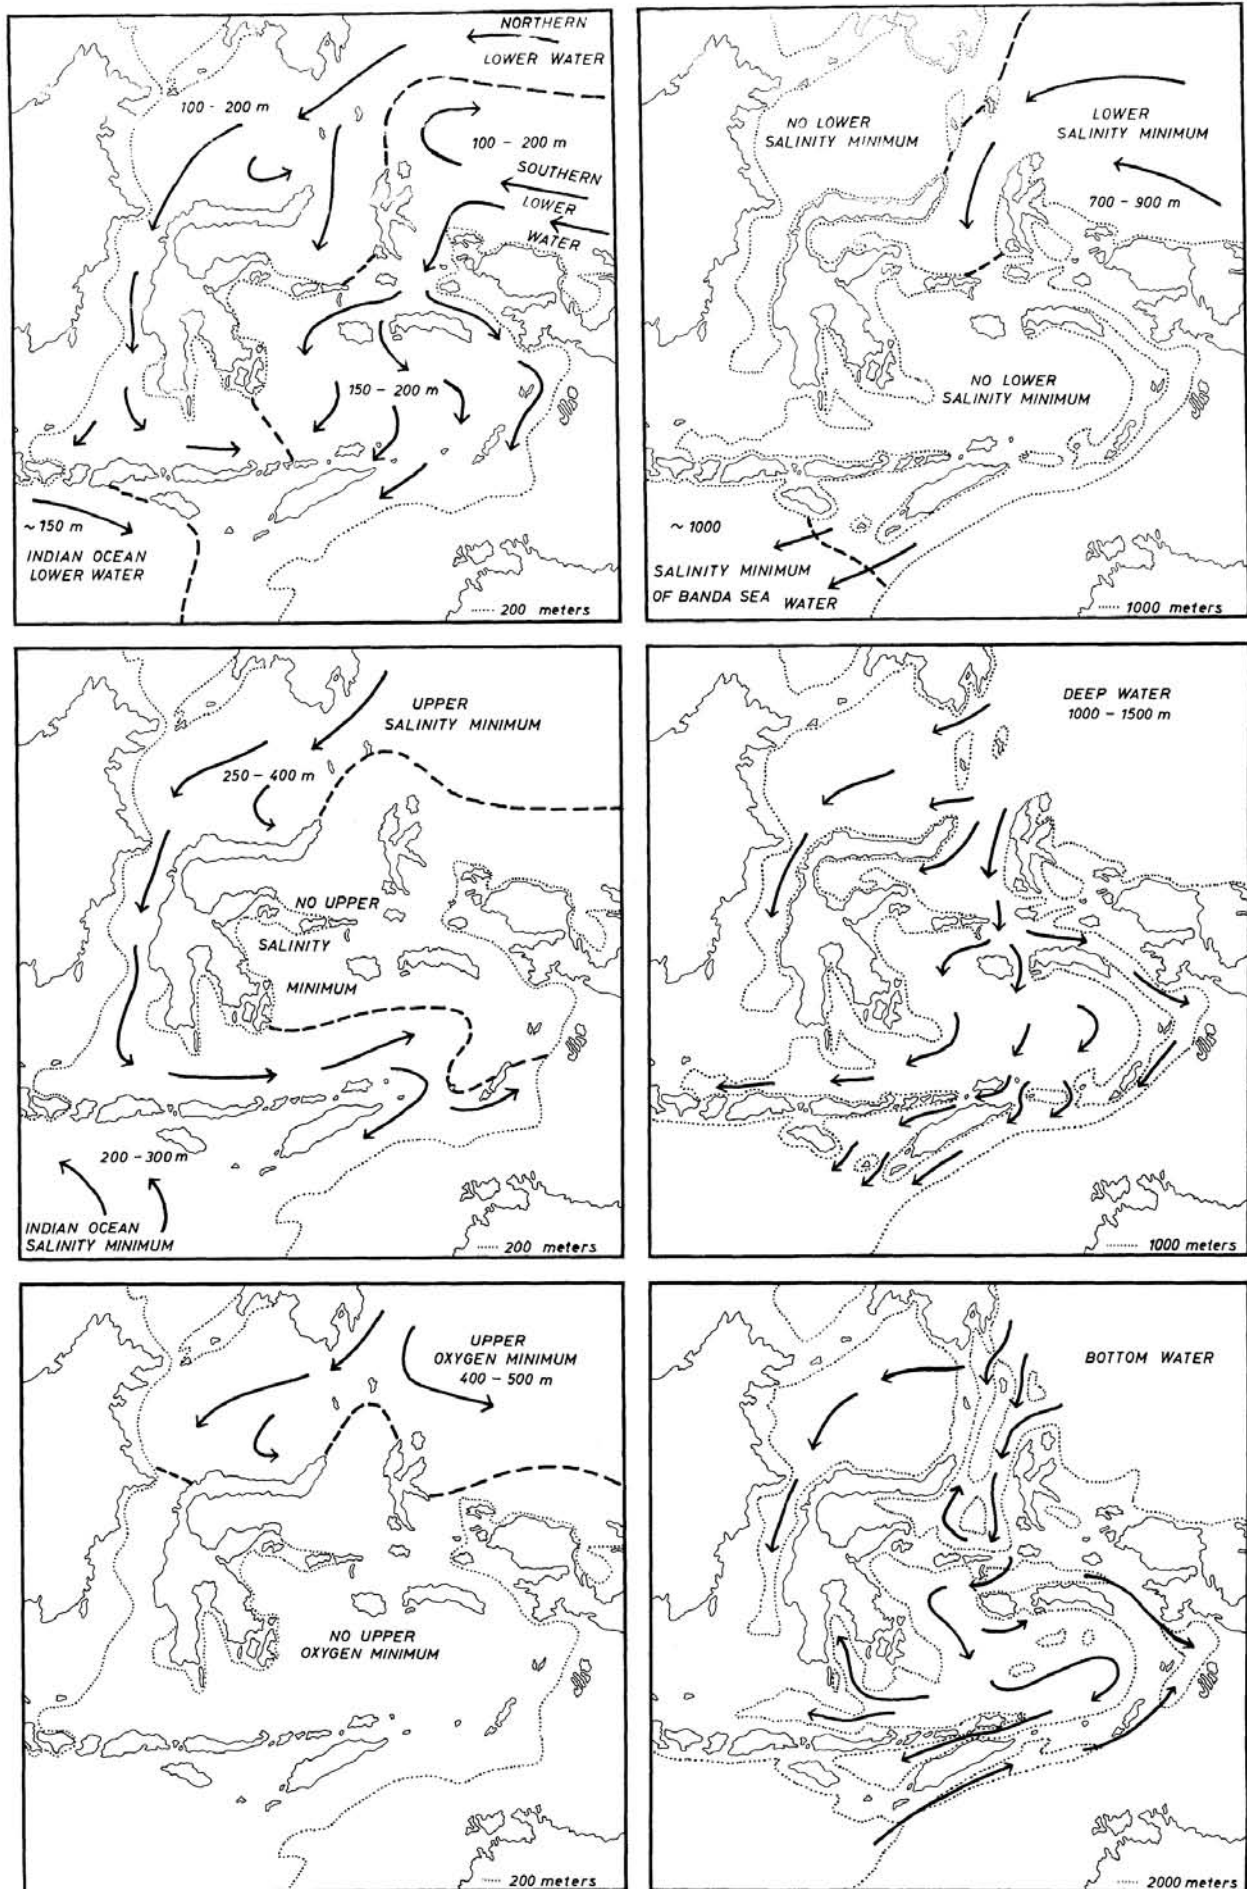 NORTHERN
LOWER WATER
100 - 200 m
100 - 200 m
SOUTHERN
LOWER
WATER
150 - 200 m
~ 150 m
INDIAN OCEAN
LOWER WATER
200 meters
NO LOWER
SALINITY MINIMUM
LOWER
SALINITY MINIMUM
700 - 900 m
NO LOWER
SALINITY MINIMUM
~ 1000
SALINITY MINIMUM
OF BANDA SEA WATER
1000 meters
UPPER
SALINITY MINIMUM
250 - 400 m
NO UPPER
SALINITY
MINIMUM
200 - 300 m
INDIAN OCEAN
SALINITY MINIMUM
200 meters
DEEP WATER
1000 - 1500 m
1000 meters
UPPER
OXYGEN MINIMUM
400 - 500 m
NO UPPER
OXYGEN MINIMUM
200 meters
BOTTOM WATER
2000 meters